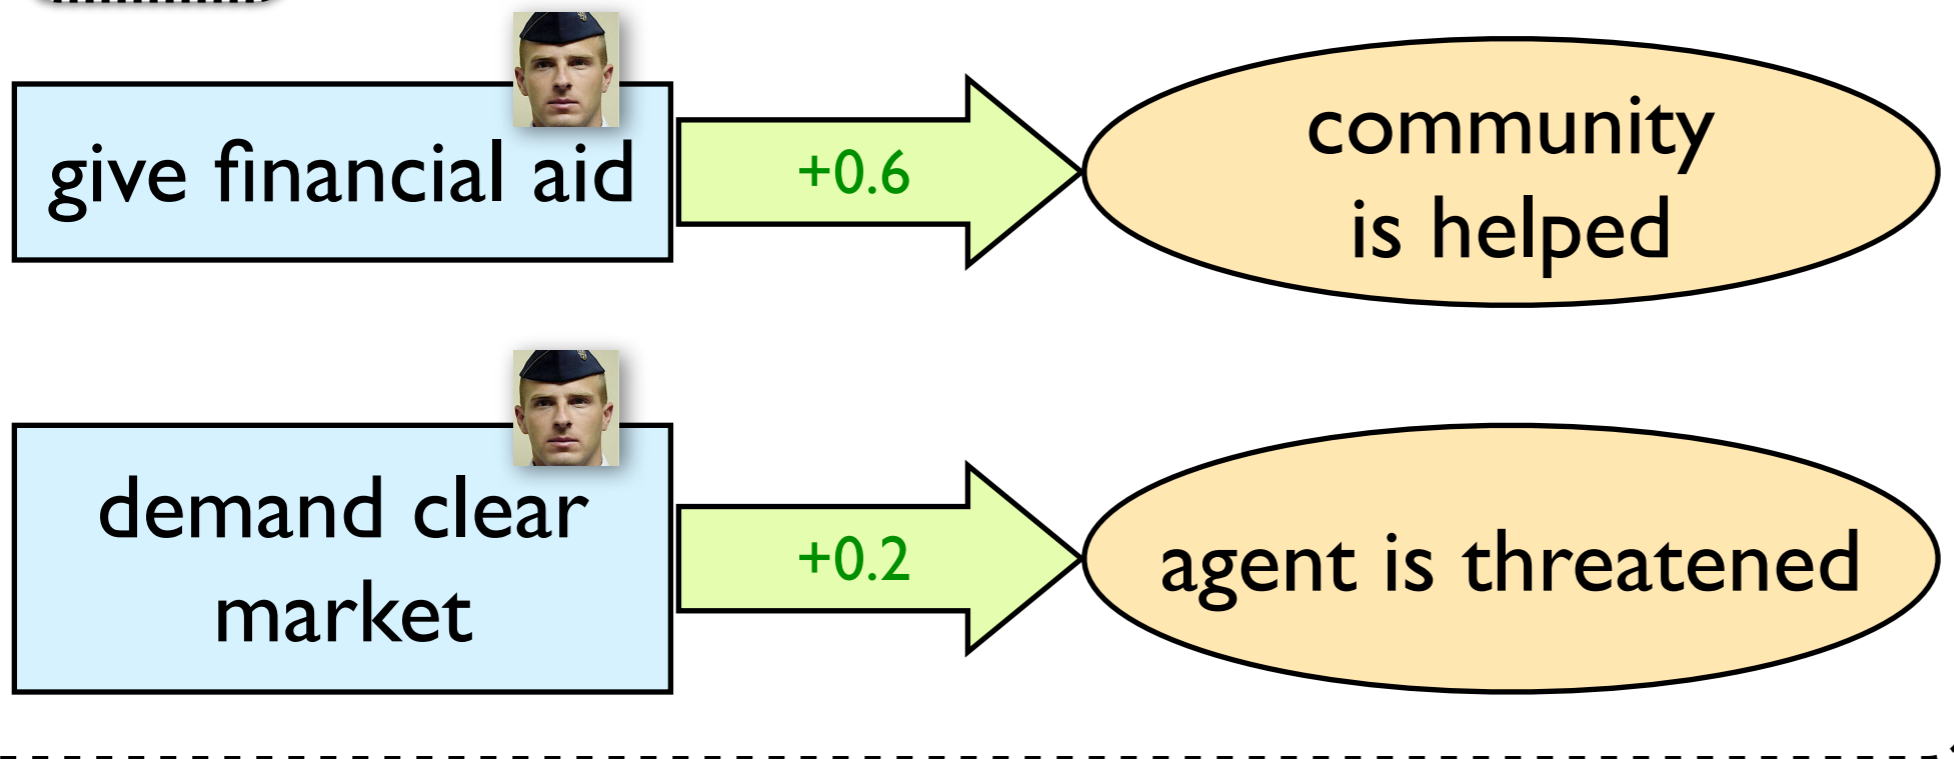 give financial aid
+0.6
community
is helped
demand clear
market
+0.2
agent is threatened